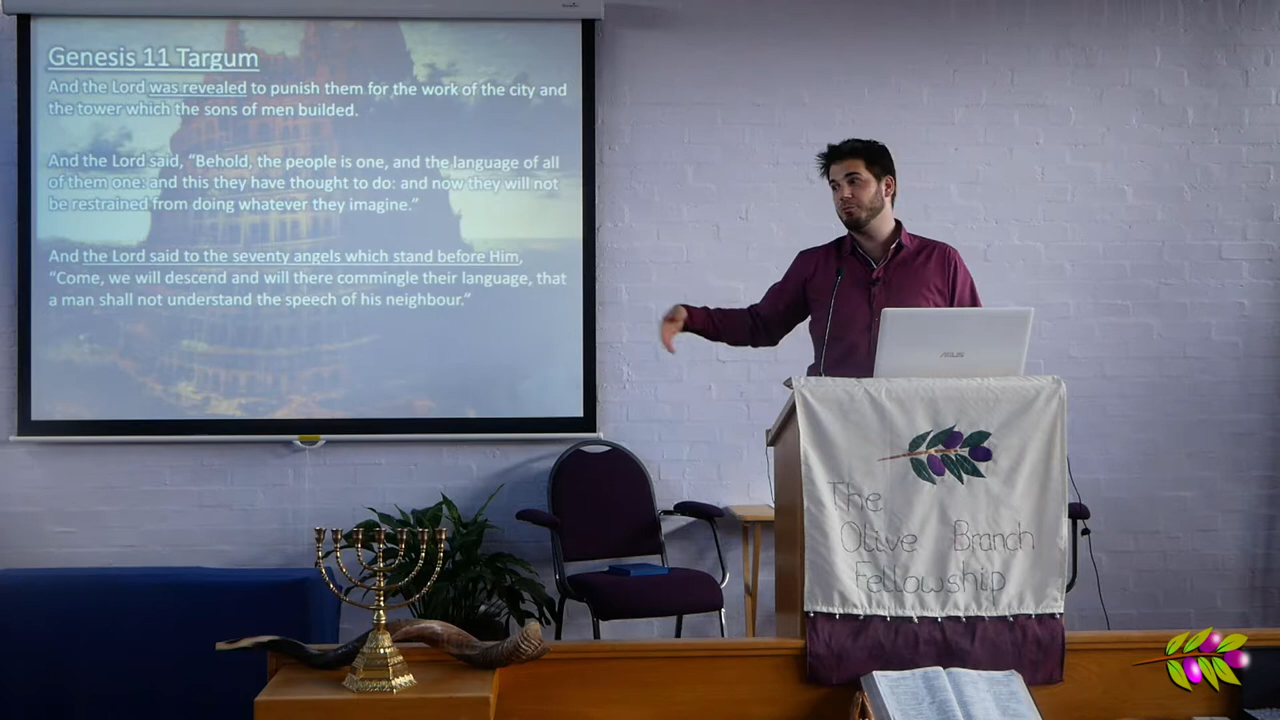 Genesis 11 Targum
And the Lord was revealed to punish them for the work of the city and
the tower which the sons of men builded.
And the Lord said, “Behold, the people is one, and the language of all
of them one: and this they have thought to do: and now they will not
be restrained from doing whatever they imagine.”
And the Lord said to the seventy angels which stand before Him,
“Come, we will descend and will there commingle their language, that
a man shall not understand the speech of his neighbour.”
ASUS
The
Olive Branch
Fellowship